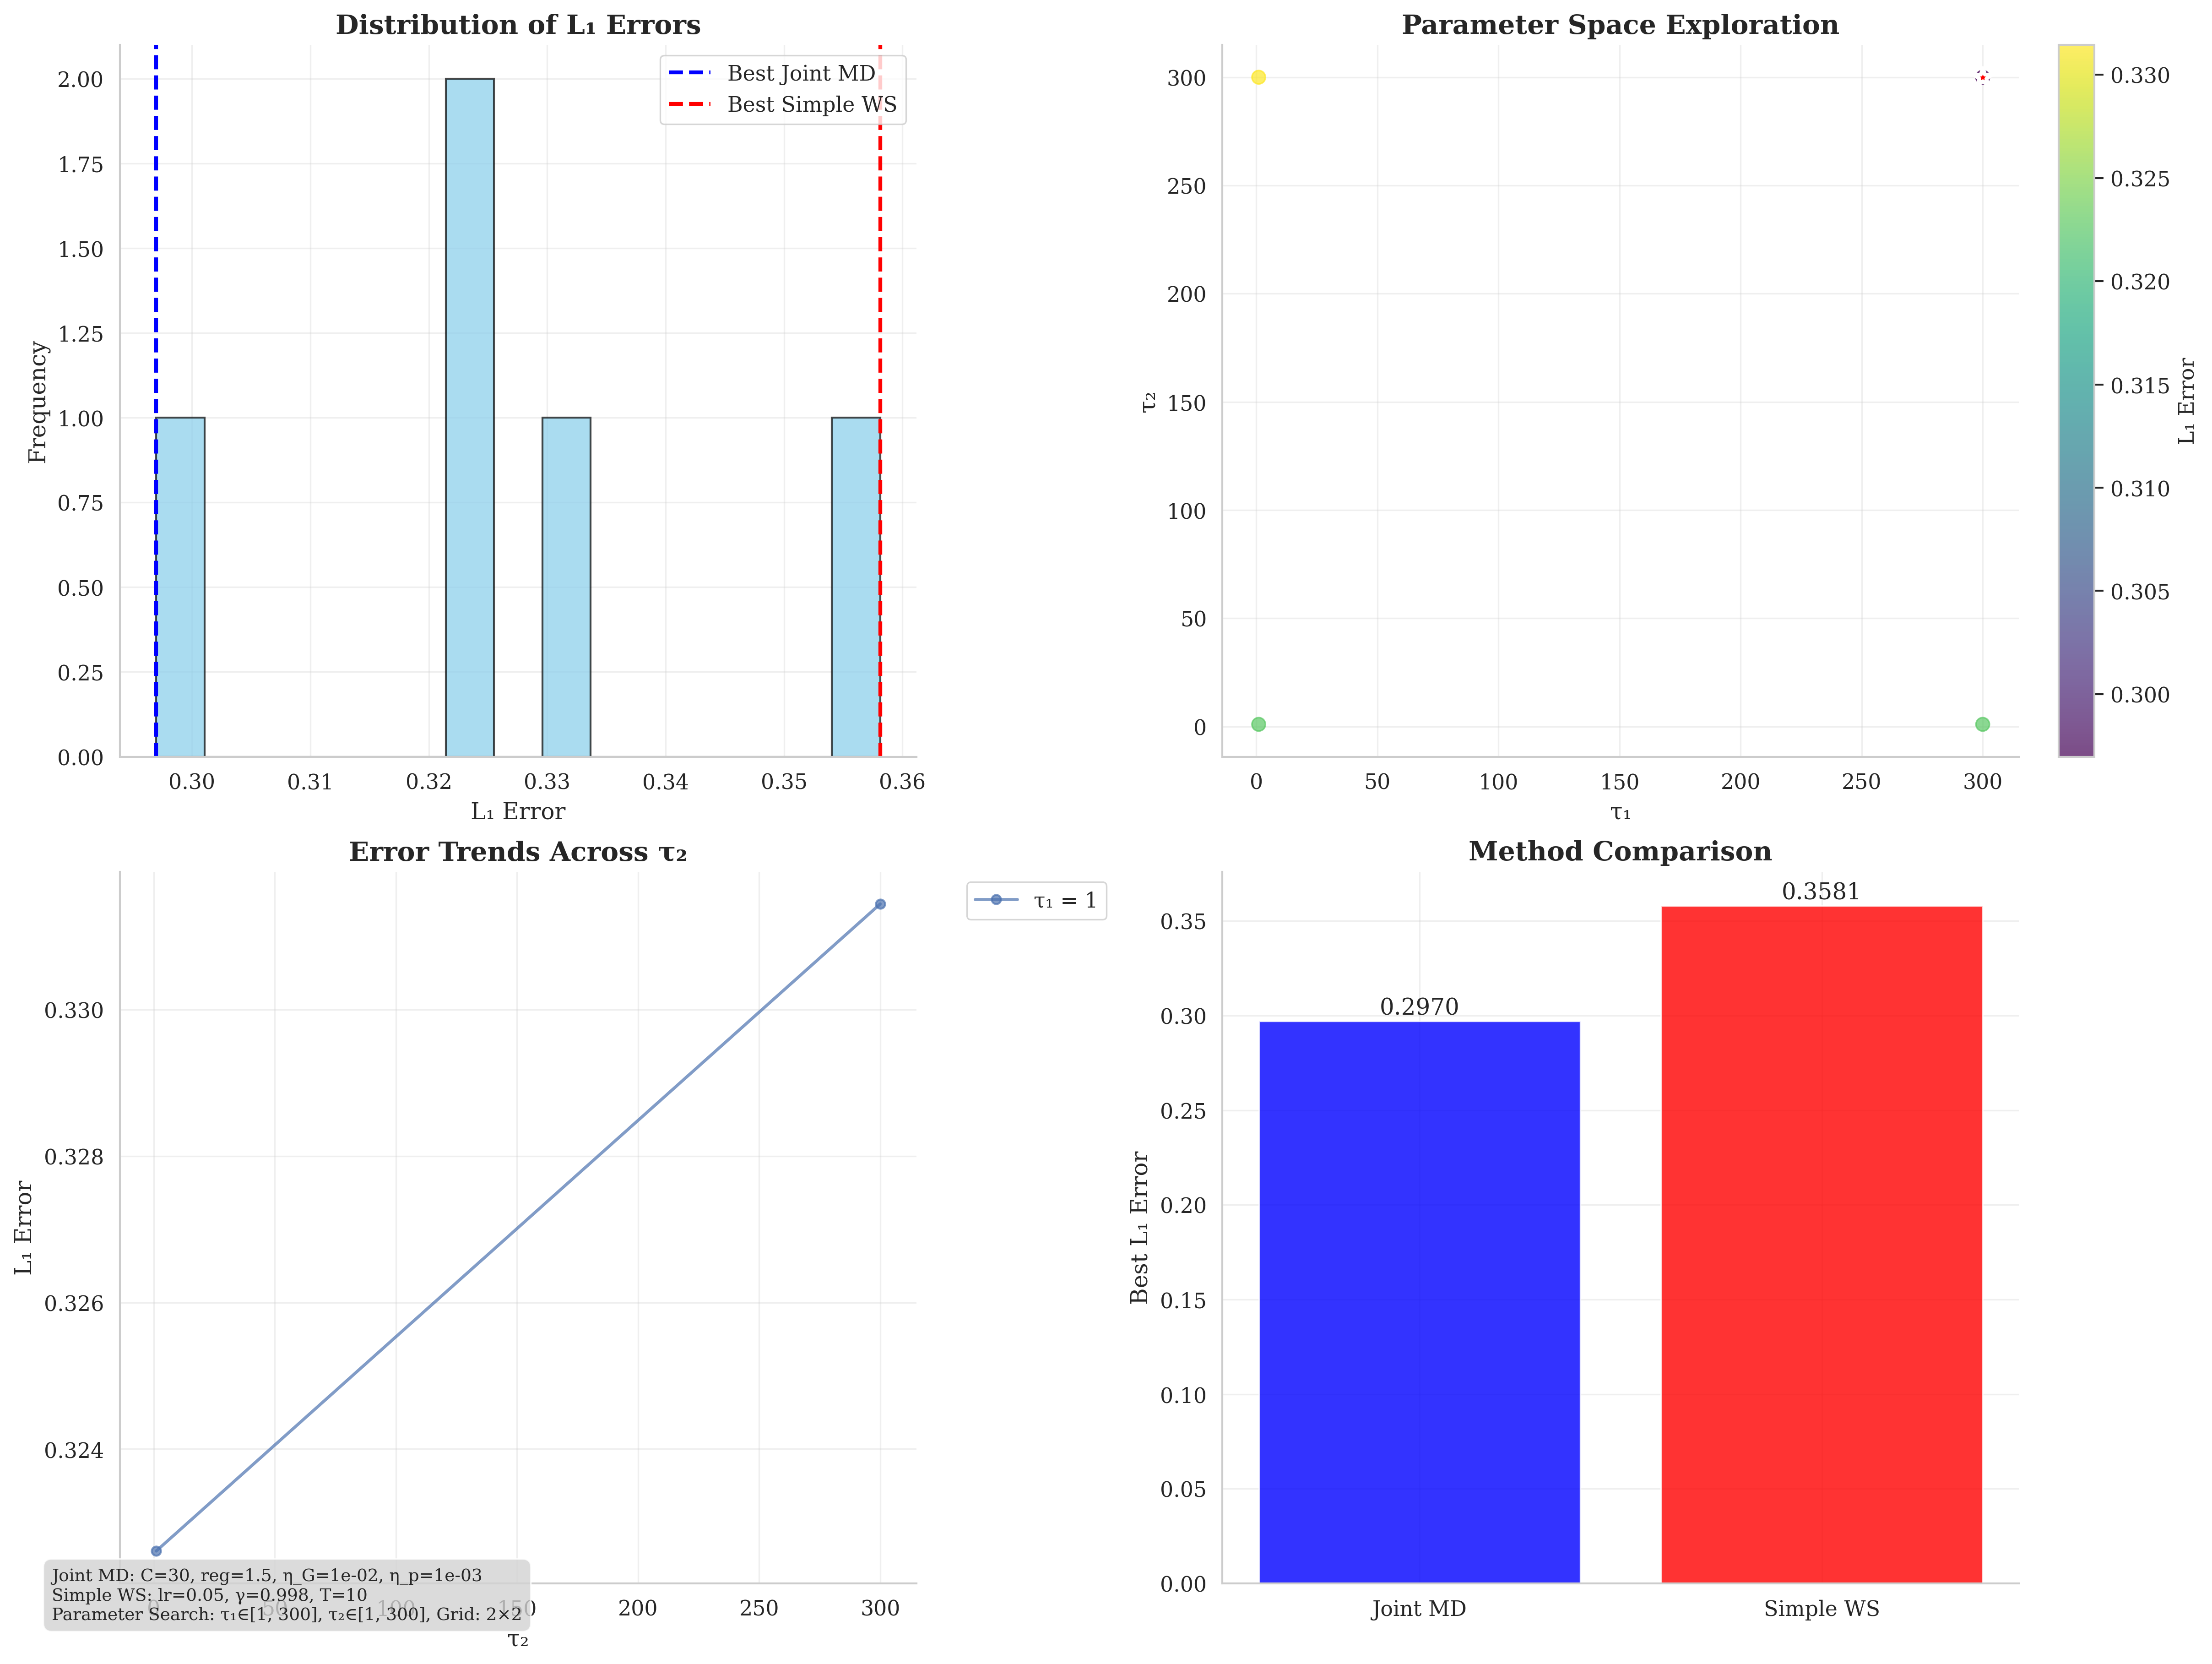 Distribution of L₁ Errors
Best Joint MD
Best Simple WS
Frequency
2.00
1.75
1.50
1.25
1.00
0.75
0.50
0.25
0.00
0.30
0.31
0.32
0.33
0.34
0.35
0.36
L₁ Error
Parameter Space Exploration
τ₂
300
250
200
150
100
50
0
0
50
100
150
200
250
300
τ₁
0.330
0.325
0.320
0.315
0.310
0.305
0.300
L₁ Error
Error Trends Across τ₂
τ₁ = 1
L₁ Error
0.330
0.328
0.326
0.324
0
50
100
150
200
250
300
τ₂
Joint MD: C=30, reg=1.5, η_G=1e-02, η_p=1e-03
Simple WS: lr=0.05, γ=0.998, T=10
Parameter Search: τ₁∈[1, 300], τ₂∈[1, 300], Grid: 2×2
Method Comparison
Best L₁ Error
0.35
0.30
0.25
0.20
0.15
0.10
0.05
0.00
0.2970
0.3581
Joint MD
Simple WS